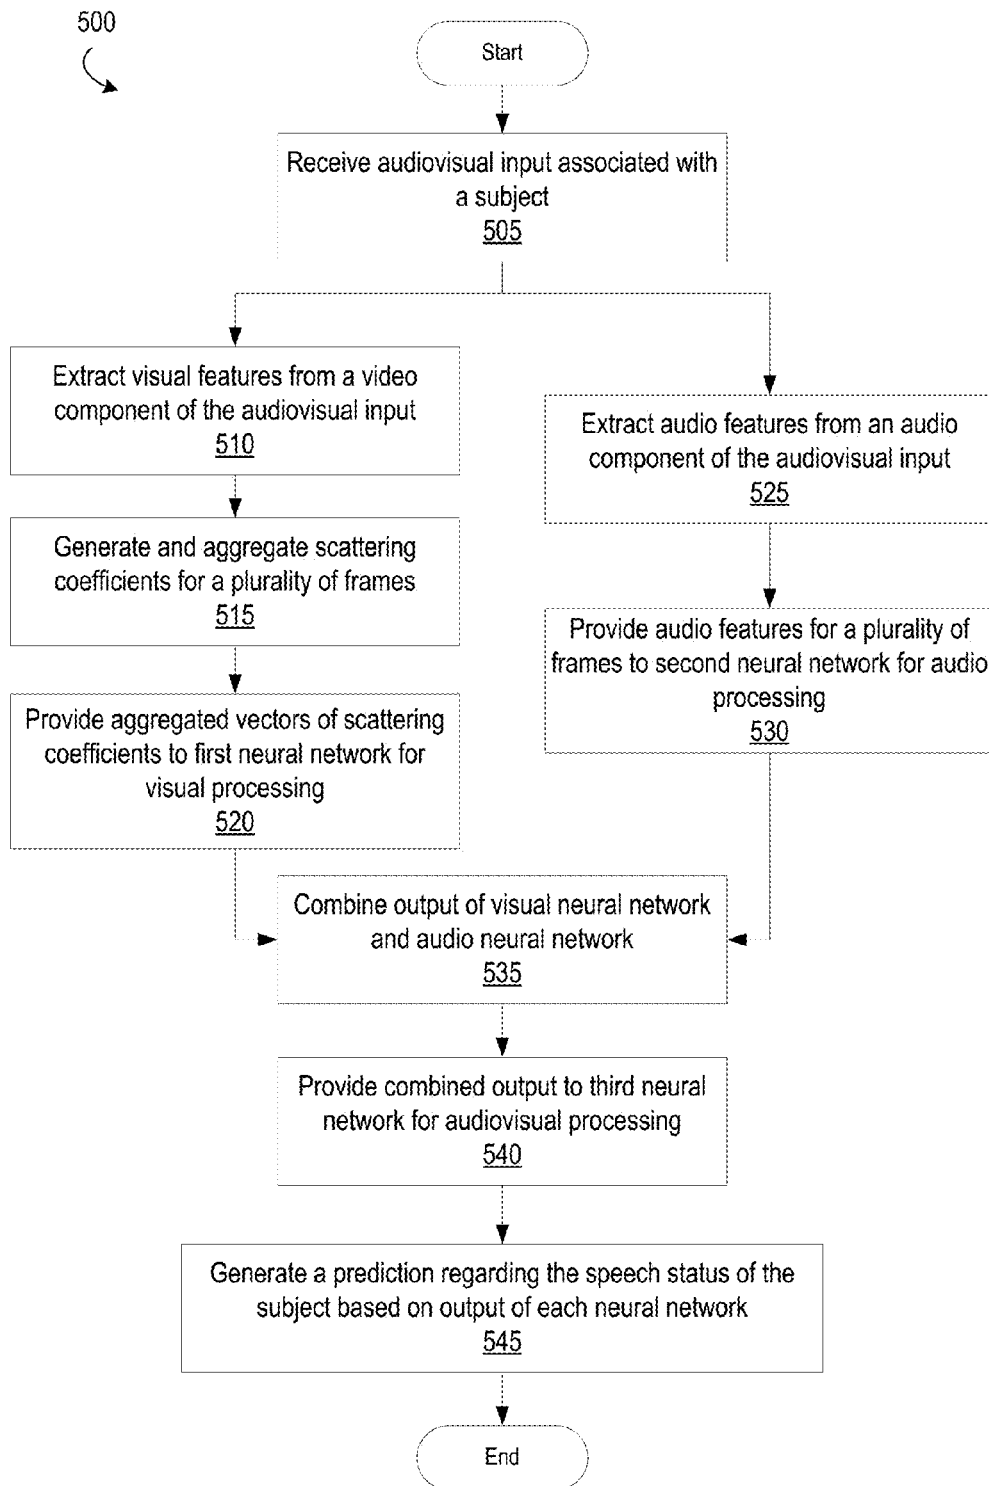 500
Start
Receive audiovisual input associated with
a subject
505
Extract visual features from a video
component of the audiovisual input
510
Generate and aggregate scattering
coefficients for a plurality of frames
515
Provide aggregated vectors of scattering
coefficients to first neural network for
visual processing
520
Extract audio features from an audio
component of the audiovisual input
525
Provide audio features for a plurality of
frames to second neural network for audio
processing
530
Combine output of visual neural network
and audio neural network
535
Provide combined output to third neural
network for audiovisual processing
540
Generate a prediction regarding the speech status of the
subject based on output of each neural network
545
End